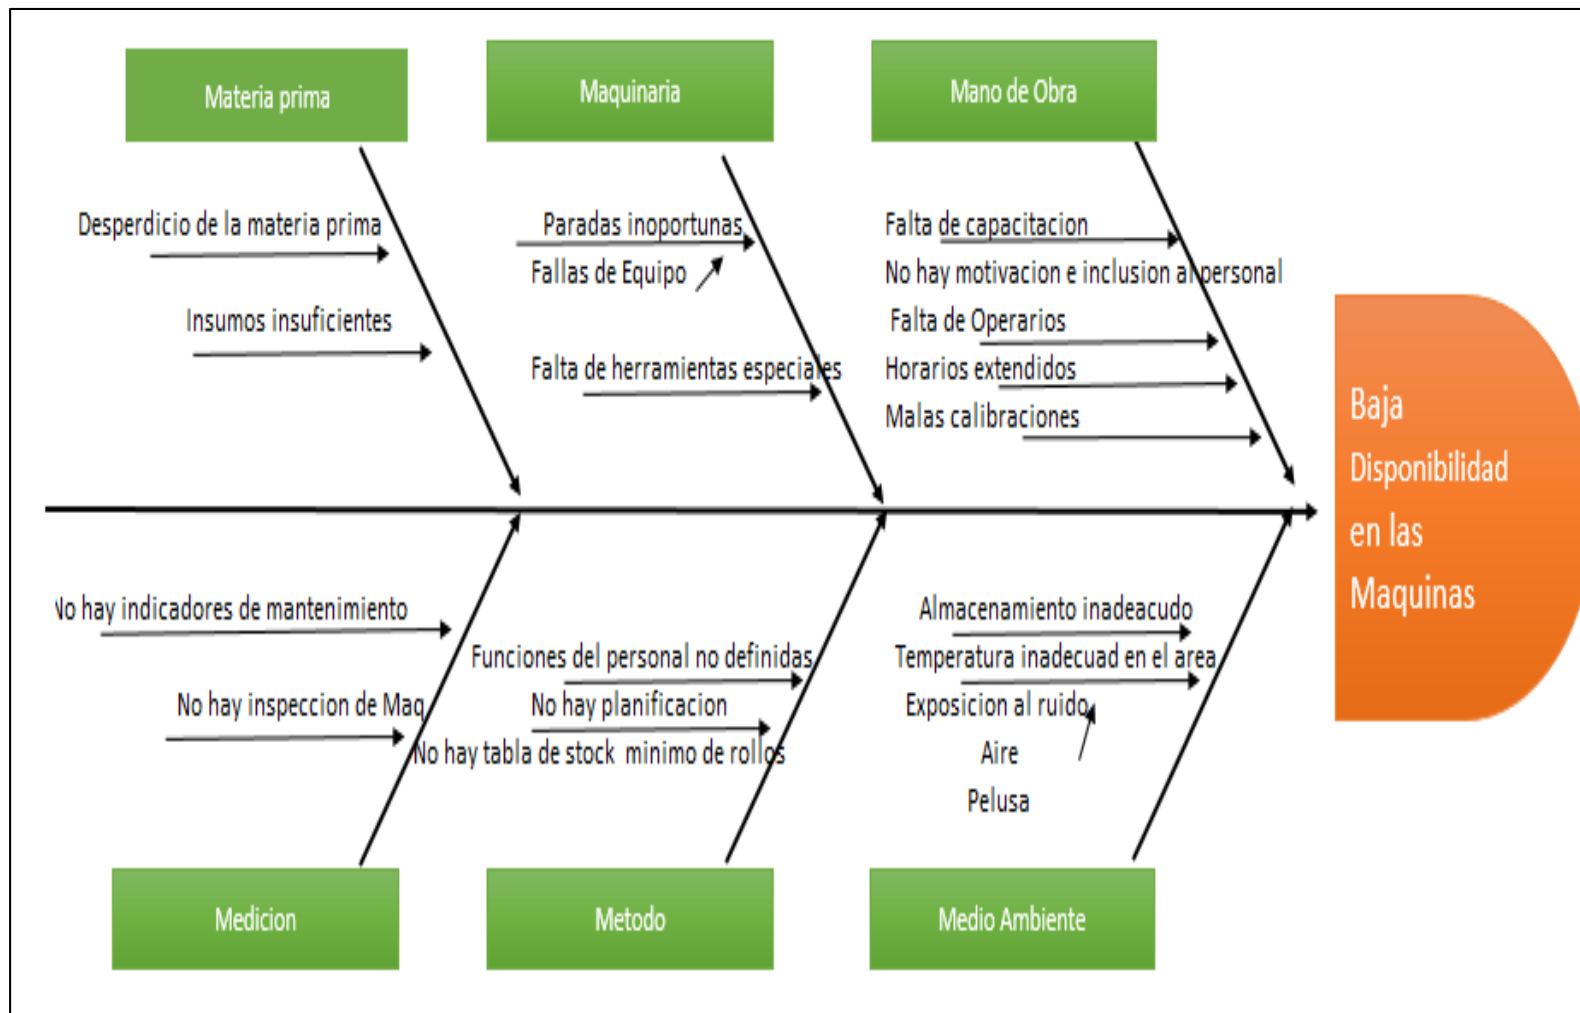 Materia prima
Maquinaria
Mano de Obra
Desperdicio de la materia prima
Insumos insuficientes
Paradas inoportunas
Fallas de Equipo
Falta de herramientas especiales
Falta de capacitacion
No hay motivacion e inclusion al personal
Falta de Operarios
Horarios extendidos
Malas calibraciones
Baja
Disponibilidad
en las
Maquinas
No hay indicadores de mantenimiento
No hay inspeccion de Maq
Funciones del personal no definidas
No hay planificacion
No hay tabla de stock minimo de rollos
Almacenamiento inadeacudo
Temperatura inadecuad en el area
Exposicion al ruido
Aire
Pelusa
Medicion
Metodo
Medio Ambiente